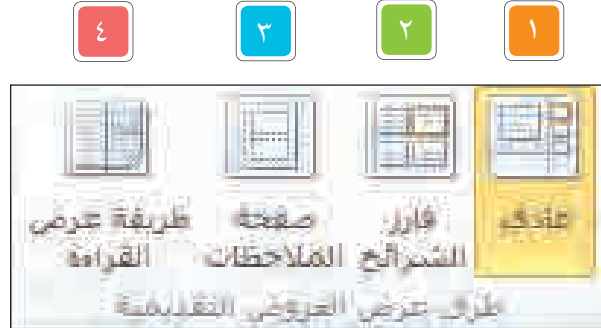 ١ ٢ ٣ ٤
عادي
فارز الشرائح
صفحة الملاحظات
طريقة عرض القراءة
طرق عرض العروض التقديمية